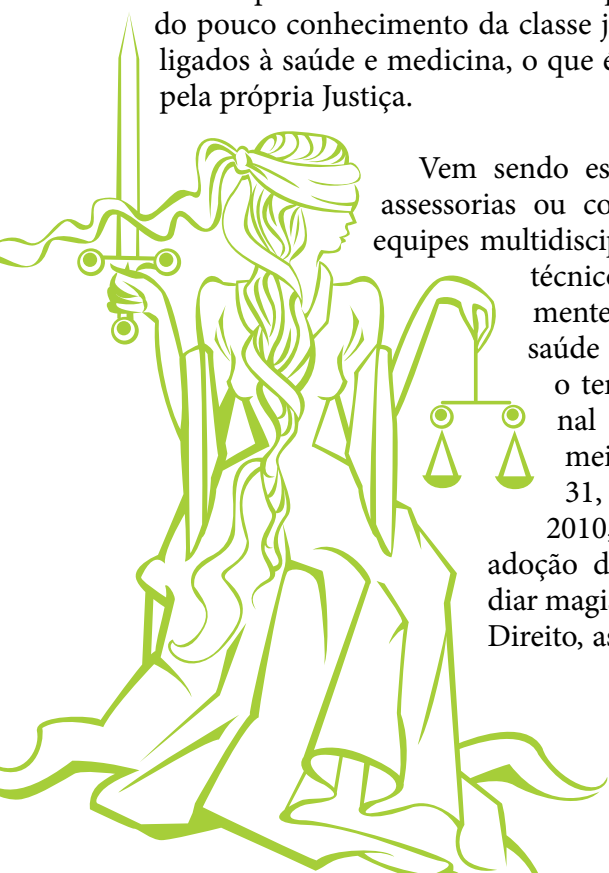 do pouco conhecimento da classe j
ligados à saúde e medicina, o que é
pela própria Justiça.
Vem sendo es
assessorias ou co
equipes multidiscip
técnico
mente
saúde
o ter
nal
mei
31,
2010,
adoção d
diar magi
Direito, as